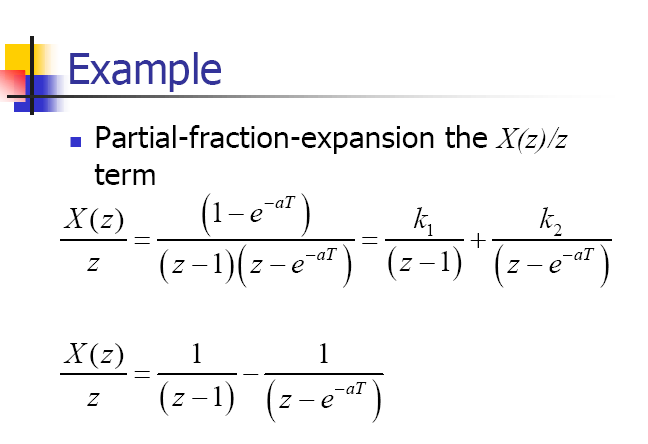 Example
Partial-fraction-expansion the X(z)/z
term
X(z)/z = (1 − e^{−aT})/((z − 1)(z − e^{−aT})) = k₁/(z − 1) + k₂/(z − e^{−aT})
X(z)/z = 1/(z − 1) − 1/(z − e^{−aT})